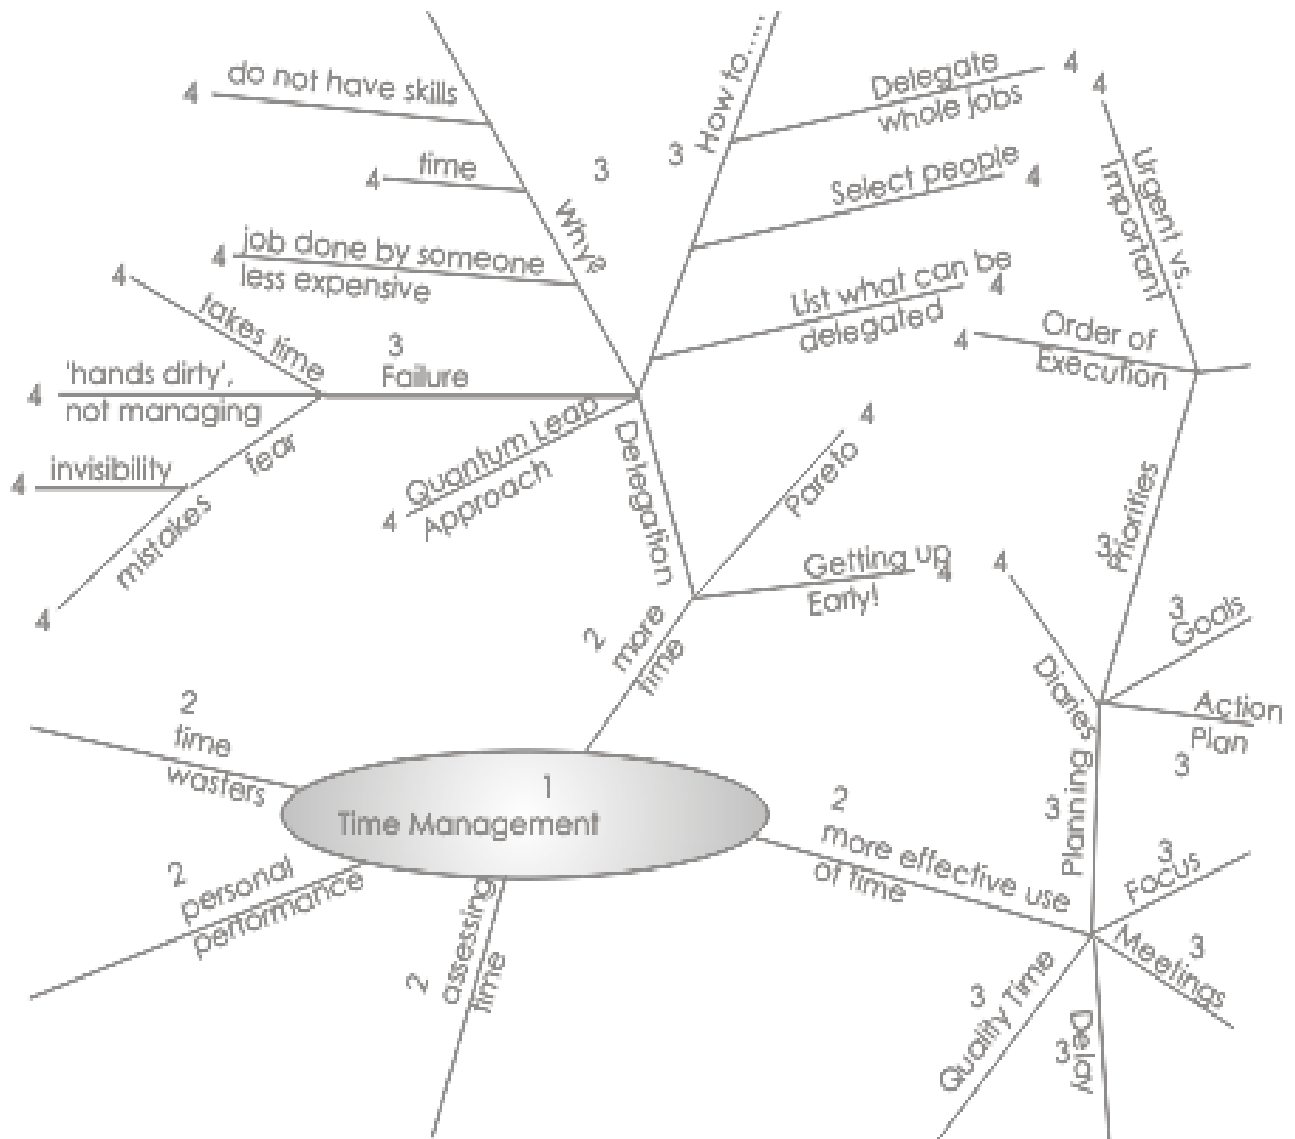 do not have skills
4
time
4
job done by someone
less expensive
4
Why?
3
3
How to.....
Delegate
whole jobs
4
Select people
4
List what can be
delegated
4
4
Urgent vs.
Important
Order of
Execution
4
4
takes time
3
Failure
'hands dirty',
not managing
4
fear
invisibility
4
mistakes
4
Quantum Leap
Approach
4
Delegation
Pareto
4
Getting up
Early!
4
2
more
time
Priorities
3
4
Diaries
3
Goals
Action
Plan
3
Planning
3
2
time
wasters
1
Time Management
2
more effective use
of time
2
personal
performance
2
assessing
time
3
Focus
3
Meetings
3
Quality Time
3
Delay